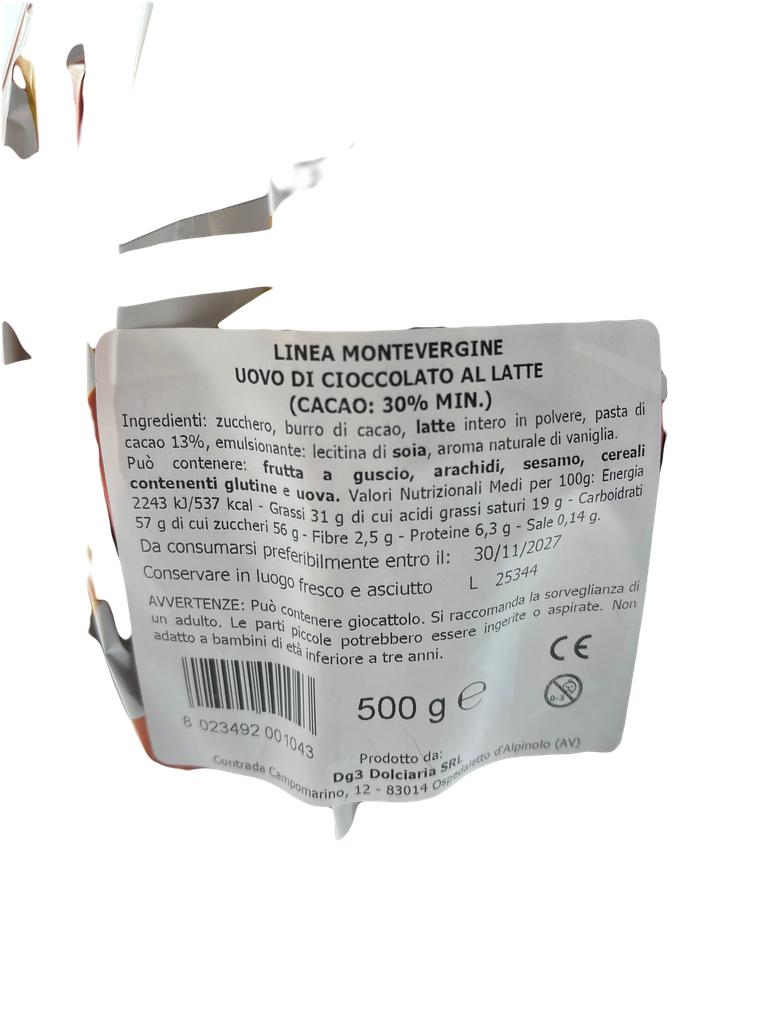 LINEA MONTEVERGINE
UOVO DI CIOCCOLATO AL LATTE
(CACAO: 30% MIN.)
Ingredienti: zucchero, burro di cacao, latte intero in polvere, pasta di
cacao 13%, emulsionante: lecitina di soia, aroma naturale di vaniglia.
Può contenere: frutta a guscio, arachidi, sesamo, cereali
contenenti glutine e uova. Valori Nutrizionali Medi per 100g: Energia
2243 kJ/537 kcal - Grassi 31 g di cui acidi grassi saturi 19 g - Carboidrati
57 g di cui zuccheri 56 g - Fibre 2,5 g - Proteine 6,3 g - Sale 0,14 g.
Da consumarsi preferibilmente entro il: 30/11/2027
Conservare in luogo fresco e asciutto L 25344
AVVERTENZE: Può contenere giocattolo. Si raccomanda la sorveglianza di
un adulto. Le parti piccole potrebbero essere ingerite o aspirate. Non
adatto a bambini di età inferiore a tre anni.
CE
0-3
500 g e
8 023492 001043
Prodotto da:
Dg3 Dolciaria SRL
Contrada Campomarino, 12 - 83014 Ospedaletto d'Alpinolo (AV)